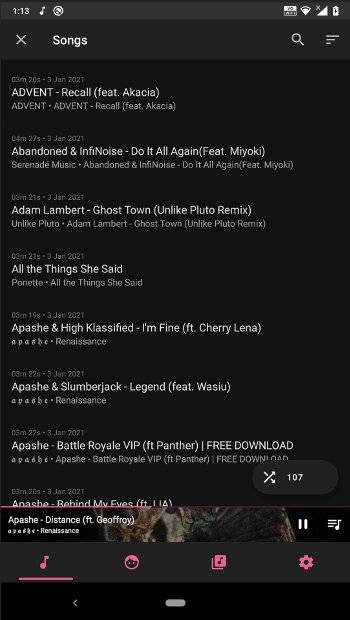 1:13
Songs
03m 20s • 3 Jan 2021
ADVENT - Recall (feat. Akacia)
ADVENT • ADVENT - Recall (feat. Akacia)
04m 27s • 3 Jan 2021
Abandoned & InfiNoise - Do It All Again(Feat. Miyoki)
Serenadé Music • Abandoned & InfiNoise - Do It All Again(Feat. Miyoki)
03m 21s • 3 Jan 2021
Adam Lambert - Ghost Town (Unlike Pluto Remix)
Unlike Pluto • Adam Lambert - Ghost Town (Unlike Pluto Remix)
03m 21s • 3 Jan 2021
All the Things She Said
Ponette • All the Things She Said
03m 19s • 3 Jan 2021
Apashe & High Klassified - I'm Fine (ft. Cherry Lena)
𝖆 𝖕 𝖆 𝖘 𝖍 𝖊 • Renaissance
03m 22s • 3 Jan 2021
Apashe & Slumberjack - Legend (feat. Wasiu)
𝖆 𝖕 𝖆 𝖘 𝖍 𝖊 • Renaissance
03m 22s • 3 Jan 2021
Apashe - Battle Royale VIP (ft Panther) | FREE DOWNLOAD
𝖆 𝖕 𝖆 𝖘 𝖍 𝖊 • Apashe - Battle Royale VIP (ft Panther) | FREE DOWNLOAD
107
03m 20s • 3 Jan 2021
Apashe - Behind My Eyes (ft. LIA)
Apashe - Distance (ft. Geoffroy)
𝖆 𝖕 𝖆 𝖘 𝖍 𝖊 • Renaissance